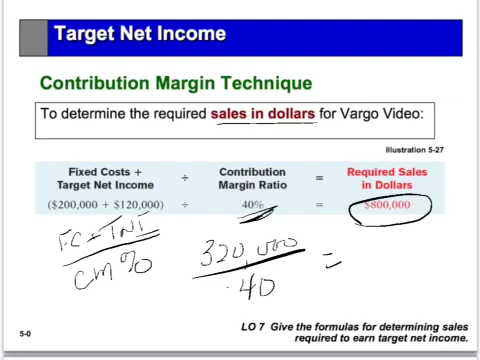 Target Net Income
Contribution Margin Technique
To determine the required sales in dollars for Vargo Video:
Illustration 5-27
Fixed Costs + Target Net Income ÷ Contribution Margin Ratio = Required Sales in Dollars
($200,000 + $120,000) ÷ 40% = $800,000
FC + TNI
CM %
320,000 =
.40
5-0
LO 7 Give the formulas for determining sales
required to earn target net income.